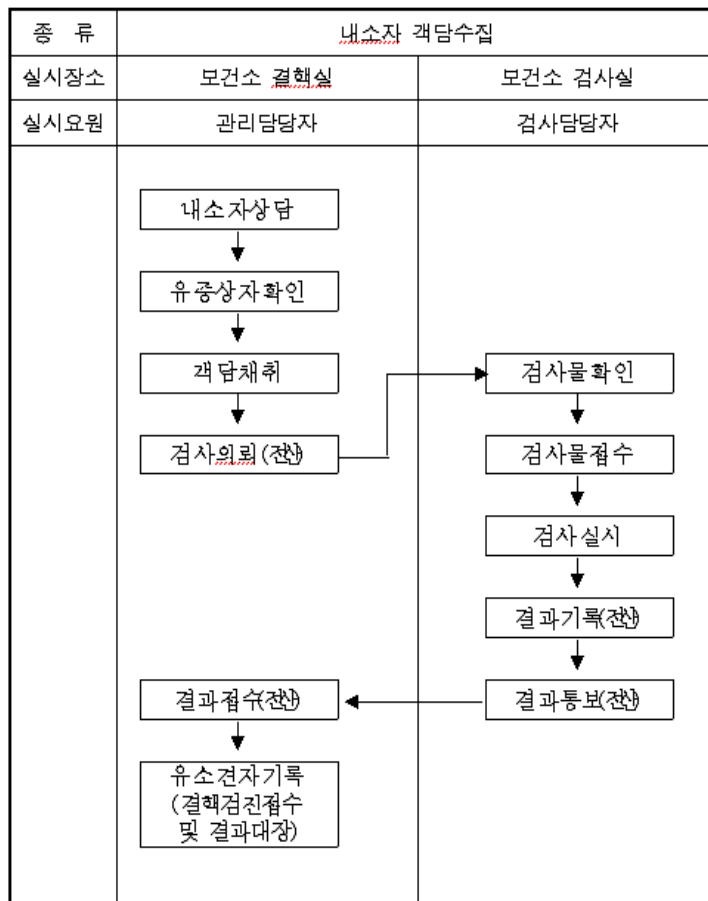 종 류 내소자 객담수집
실시장소 보건소 결핵실 보건소 검사실
실시요원 관리담당자 검사담당자
내소자상담
유증상자확인
객담채취 검사물확인
검사의뢰(전산) 검사물접수
검사실시
결과기록(전산)
결과접수(전산) 결과통보(전산)
유소견자기록
(결핵검진접수
및 결과대장)